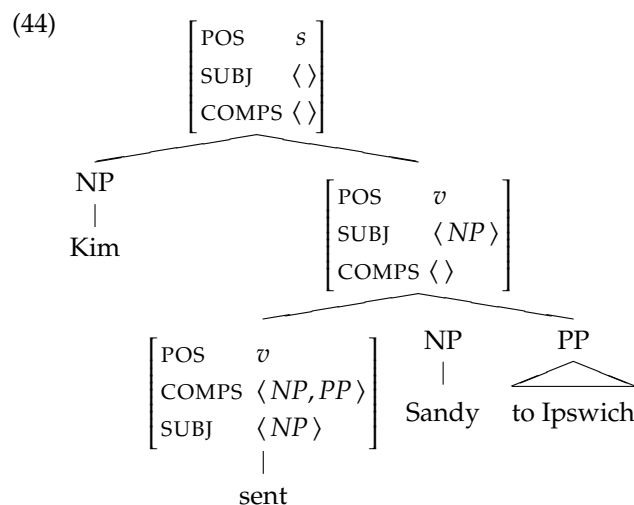 (44)
[POS s
SUBJ ⟨ ⟩
COMPS ⟨ ⟩]
NP
Kim
[POS v
SUBJ ⟨ NP ⟩
COMPS ⟨ ⟩]
[POS v
COMPS ⟨ NP, PP ⟩
SUBJ ⟨ NP ⟩]
sent
NP
Sandy
PP
to Ipswich